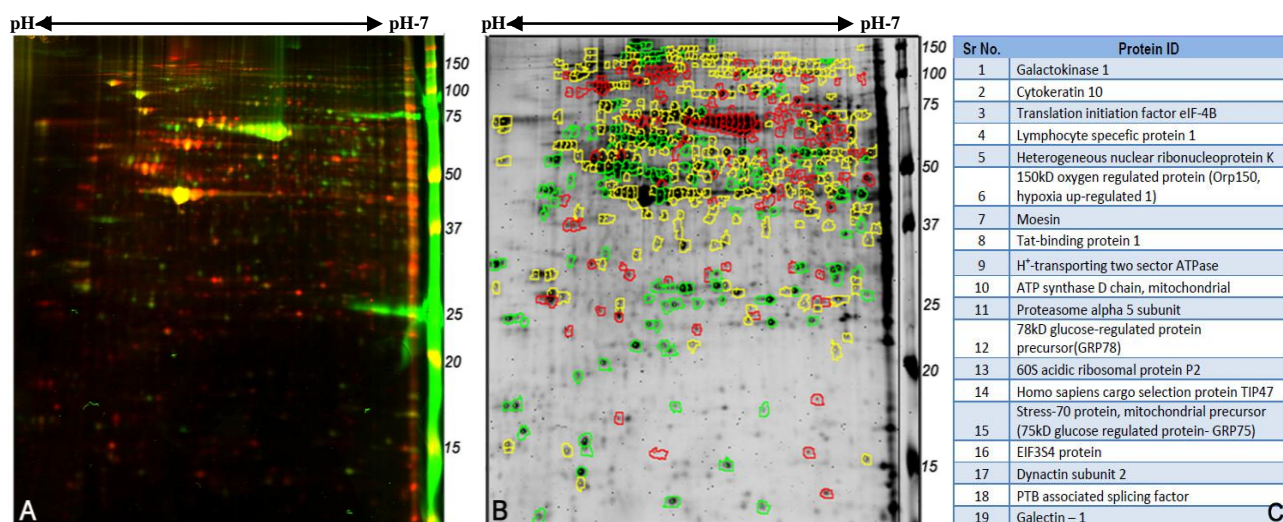 pH
pH-7
150
100
75
50
37
25
20
15
A
pH
pH-7
150
100
75
50
37
25
20
15
B
Sr No. Protein ID
1 Galactokinase 1
2 Cytokeratin 10
3 Translation initiation factor eIF-4B
4 Lymphocyte specefic protein 1
5 Heterogeneous nuclear ribonucleoprotein K
6 150kD oxygen regulated protein (Orp150,
hypoxia up-regulated 1)
7 Moesin
8 Tat-binding protein 1
9 H⁺-transporting two sector ATPase
10 ATP synthase D chain, mitochondrial
11 Proteasome alpha 5 subunit
12 78kD glucose-regulated protein
precursor(GRP78)
13 60S acidic ribosomal protein P2
14 Homo sapiens cargo selection protein TIP47
15 Stress-70 protein, mitochondrial precursor
(75kD glucose regulated protein- GRP75)
16 EIF3S4 protein
17 Dynactin subunit 2
18 PTB associated splicing factor
19 Galectin – 1
C